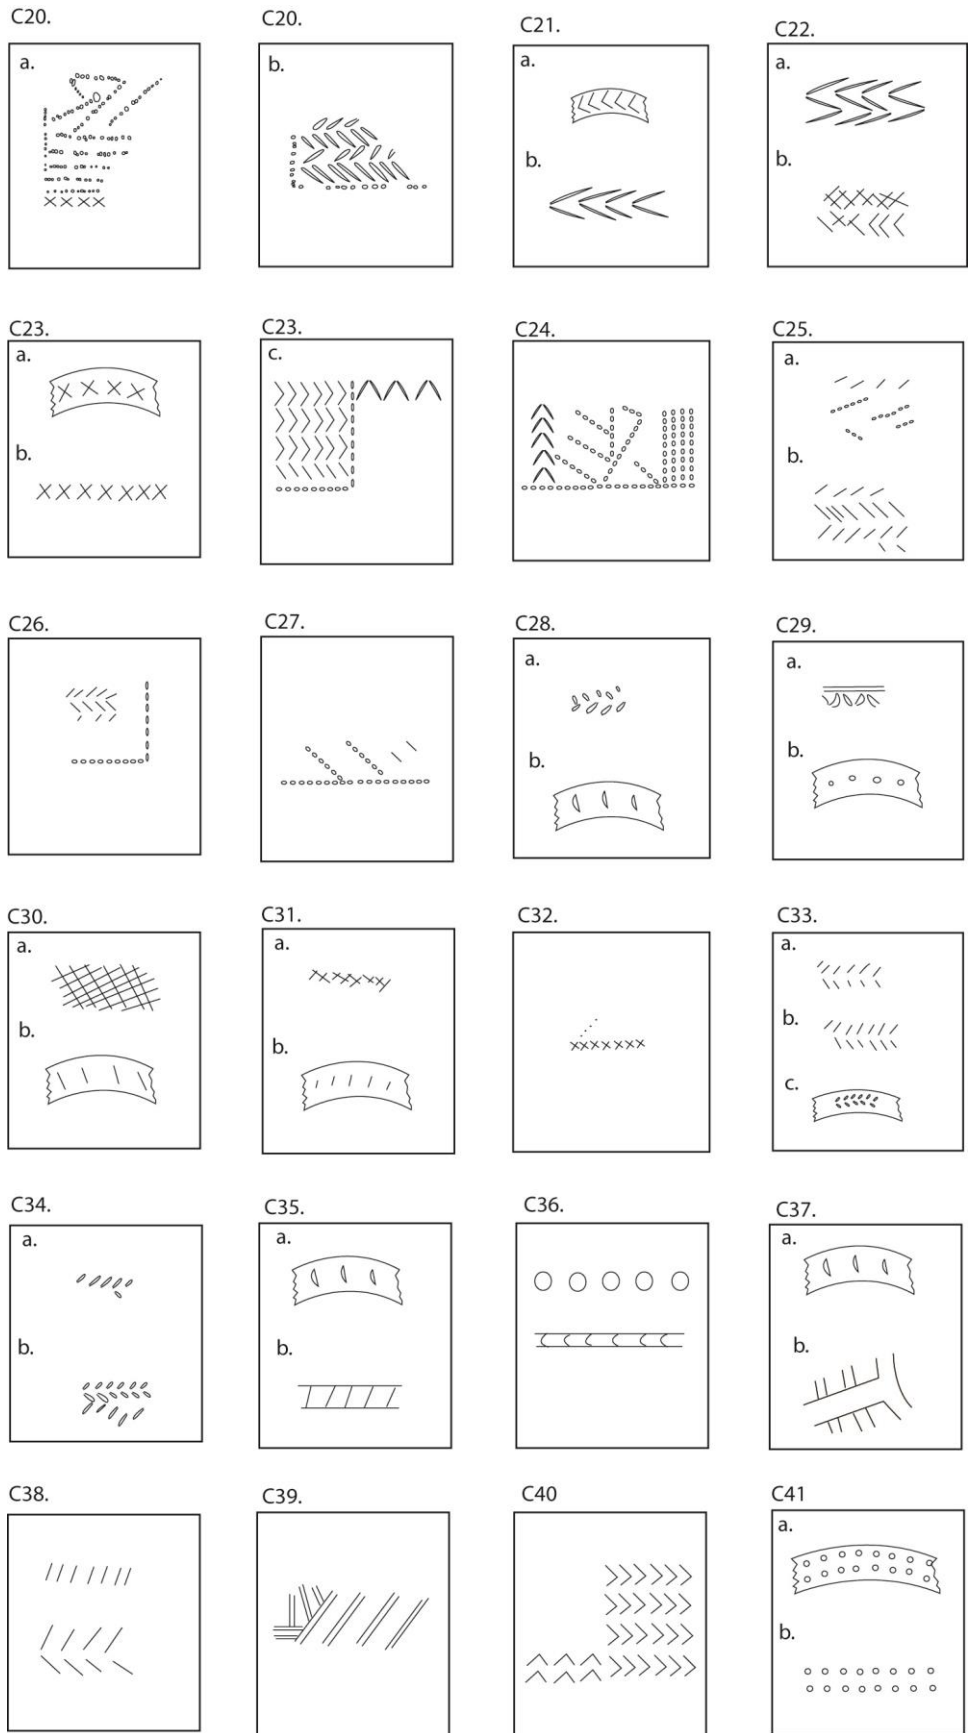 C20.
a.
C20.
b.
C21.
a.
b.
C22.
a.
b.
C23.
a.
b.
C23.
c.
C24.
C25.
a.
b.
C26.
C27.
C28.
a.
b.
C29.
a.
b.
C30.
a.
b.
C31.
a.
b.
C32.
C33.
a.
b.
c.
C34.
a.
b.
C35.
a.
b.
C36.
C37.
a.
b.
C38.
C39.
C40
C41
a.
b.